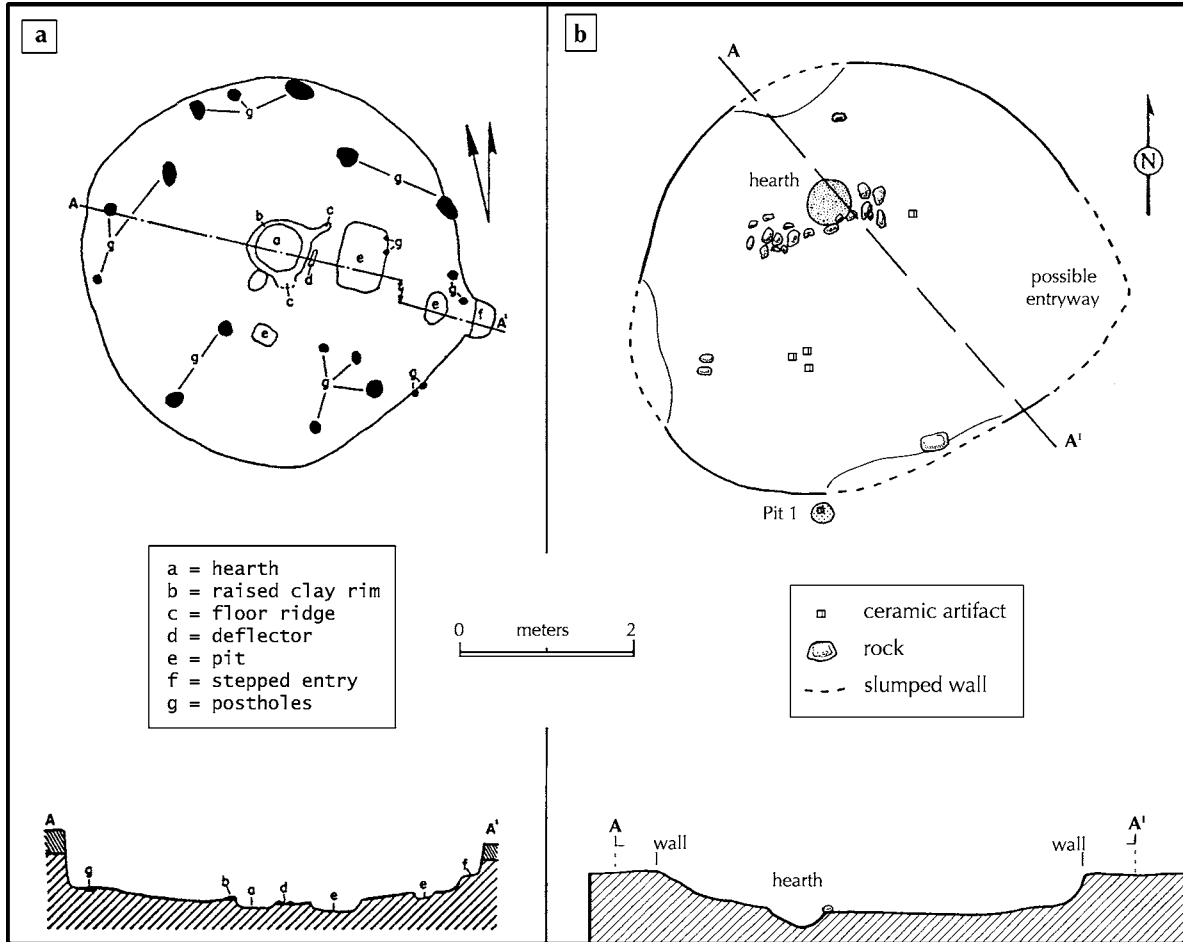 a
g
g
A
g
g
b
c
a
e
g
d
c
e
g
e
f
A'
g
g
g
a = hearth
b = raised clay rim
c = floor ridge
d = deflector
e = pit
f = stepped entry
g = postholes
0 meters 2
A
g
b
a
d
e
e
f
A'
b
A
N
hearth
possible
entryway
A'
Pit 1
ceramic artifact
rock
slumped wall
A
wall
hearth
wall
A'